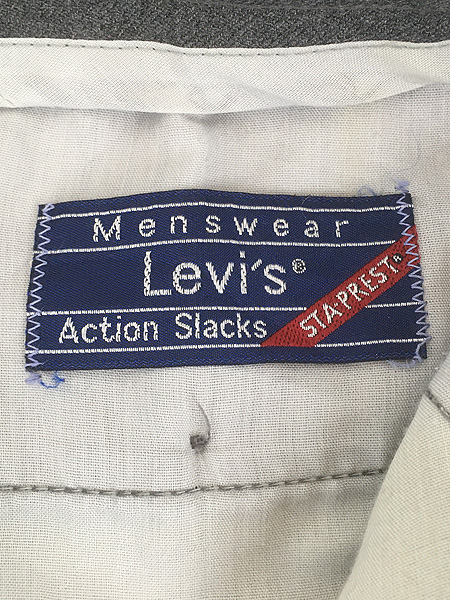 Menswear
Levi's®
Action Slacks
STA-PREST®